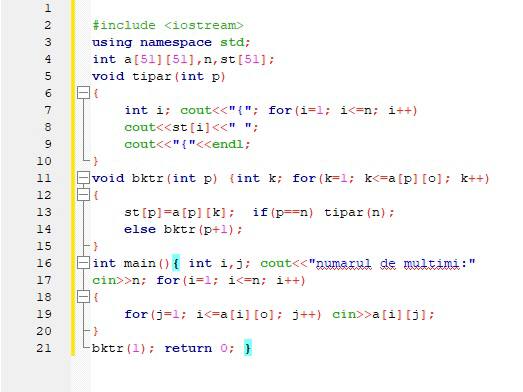 1
2 #include <iostream>
3 using namespace std;
4 int a[51][51],n,st[51];
5 void tipar(int p)
6 {
7 int i; cout<<"{"; for(i=1; i<=n; i++)
8 cout<<st[i]<<" ";
9 cout<<"{"<<endl;
10 }
11 void bktr(int p) {int k; for(k=1; k<=a[p][o]; k++)
12 {
13 st[p]=a[p][k]; if(p==n) tipar(n);
14 else bktr(p+1);
15 }
16 int main(){ int i,j; cout<<"numarul de multimi:"
17 cin>>n; for(i=1; i<=n; i++)
18 {
19 for(j=1; i<=a[i][o]; j++) cin>>a[i][j];
20 }
21 bktr(1); return 0; }